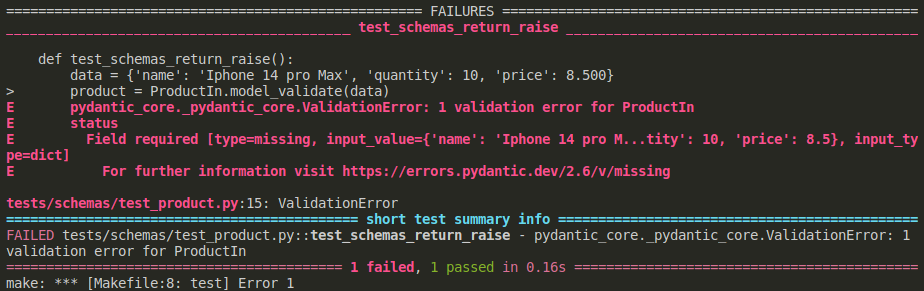 ==================================================== FAILURES ====================================================
___________________________________________ test_schemas_return_raise ____________________________________________
    def test_schemas_return_raise():
        data = {'name': 'Iphone 14 pro Max', 'quantity': 10, 'price': 8.500}
>       product = ProductIn.model_validate(data)
E       pydantic_core._pydantic_core.ValidationError: 1 validation error for ProductIn
E       status
E         Field required [type=missing, input_value={'name': 'Iphone 14 pro M...tity': 10, 'price': 8.5}, input_ty
pe=dict]
E           For further information visit https://errors.pydantic.dev/2.6/v/missing
tests/schemas/test_product.py:15: ValidationError
============================================ short test summary info =============================================
FAILED tests/schemas/test_product.py::test_schemas_return_raise - pydantic_core._pydantic_core.ValidationError: 1
validation error for ProductIn
========================================== 1 failed, 1 passed in 0.16s ===========================================
make: *** [Makefile:8: test] Error 1